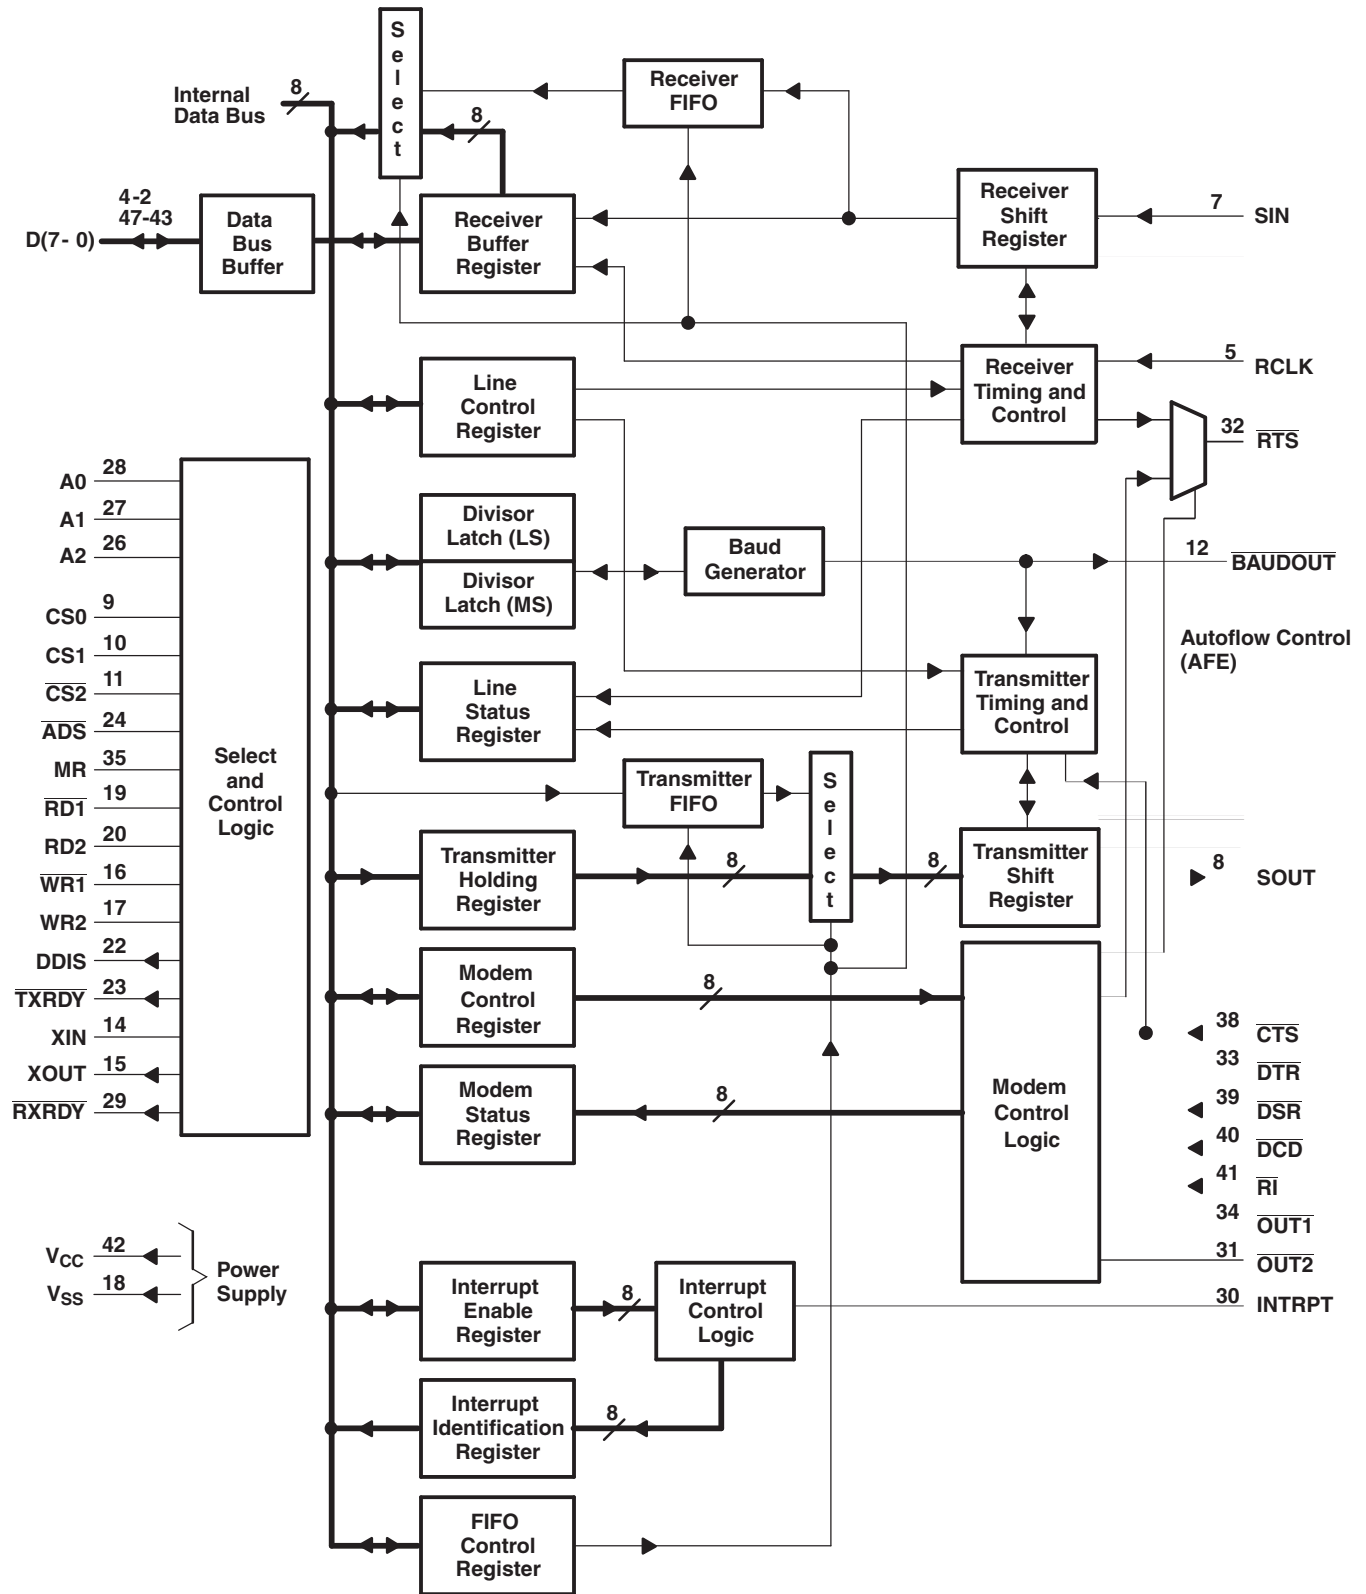 S
e
l
e
c
t
Internal
Data Bus
8
8
Receiver
FIFO
4-2
47-43
D(7- 0)
Data
Bus
Buffer
Receiver
Buffer
Register
Receiver
Shift
Register
7
SIN
Line
Control
Register
Receiver
Timing and
Control
5
RCLK
32
RTS
A0
28
A1
27
A2
26
CS0
9
CS1
10
CS2
11
ADS
24
MR
35
RD1
19
RD2
20
WR1
16
WR2
17
DDIS
22
TXRDY
23
XIN
14
XOUT
15
RXRDY
29
Select
and
Control
Logic
Divisor
Latch (LS)
Divisor
Latch (MS)
Baud
Generator
12
BAUDOUT
Autoflow Control
(AFE)
Line
Status
Register
Transmitter
Timing and
Control
Transmitter
FIFO
S
e
l
e
c
t
Transmitter
Holding
Register
8
8
Transmitter
Shift
Register
8
SOUT
Modem
Control
Register
8
Modem
Status
Register
8
Modem
Control
Logic
38
CTS
33
DTR
39
DSR
40
DCD
41
RI
34
OUT1
31
OUT2
VCC
42
VSS
18
Power
Supply
Interrupt
Enable
Register
8
Interrupt
Control
Logic
30
INTRPT
Interrupt
Identification
Register
8
FIFO
Control
Register